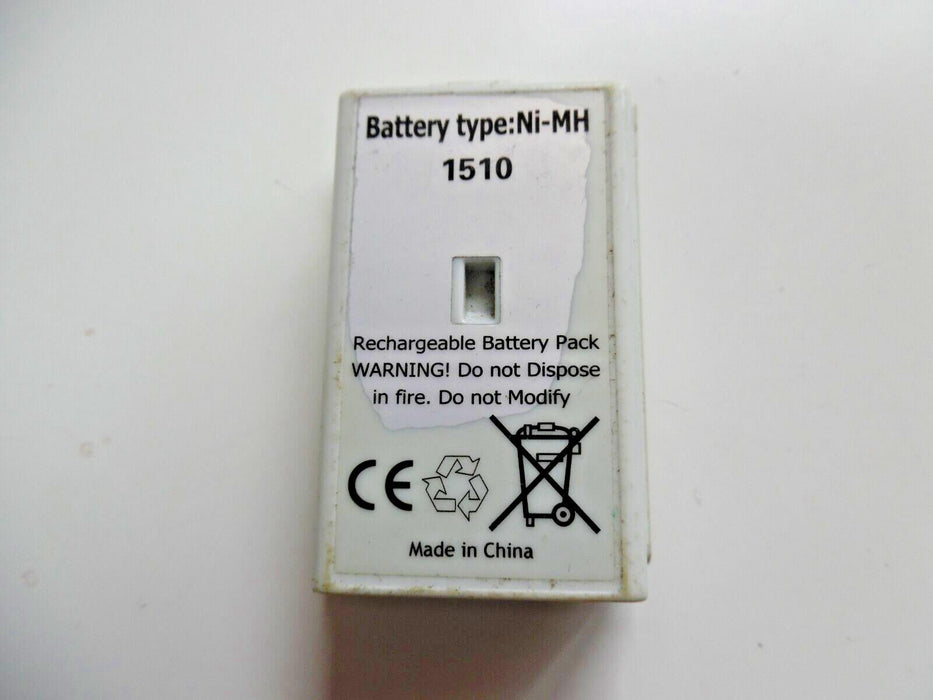 Battery type:Ni-MH
1510
Rechargeable Battery Pack
WARNING! Do not Dispose
in fire. Do not Modify
CE
Made in China